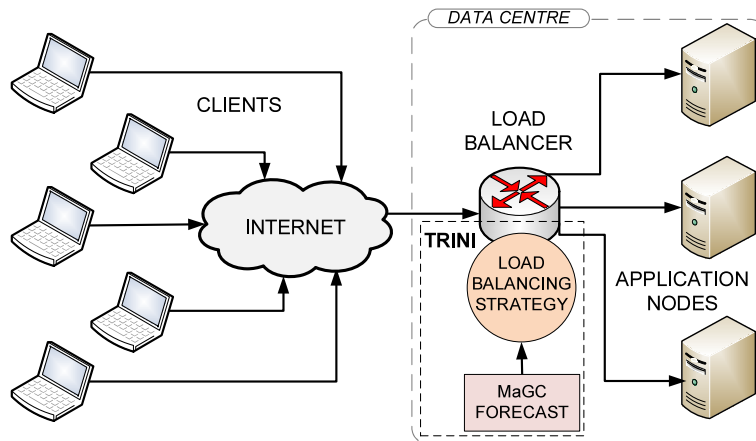 DATA CENTRE
CLIENTS
LOAD
BALANCER
INTERNET
TRINI
LOAD
BALANCING
STRATEGY
APPLICATION
NODES
MaGC
FORECAST